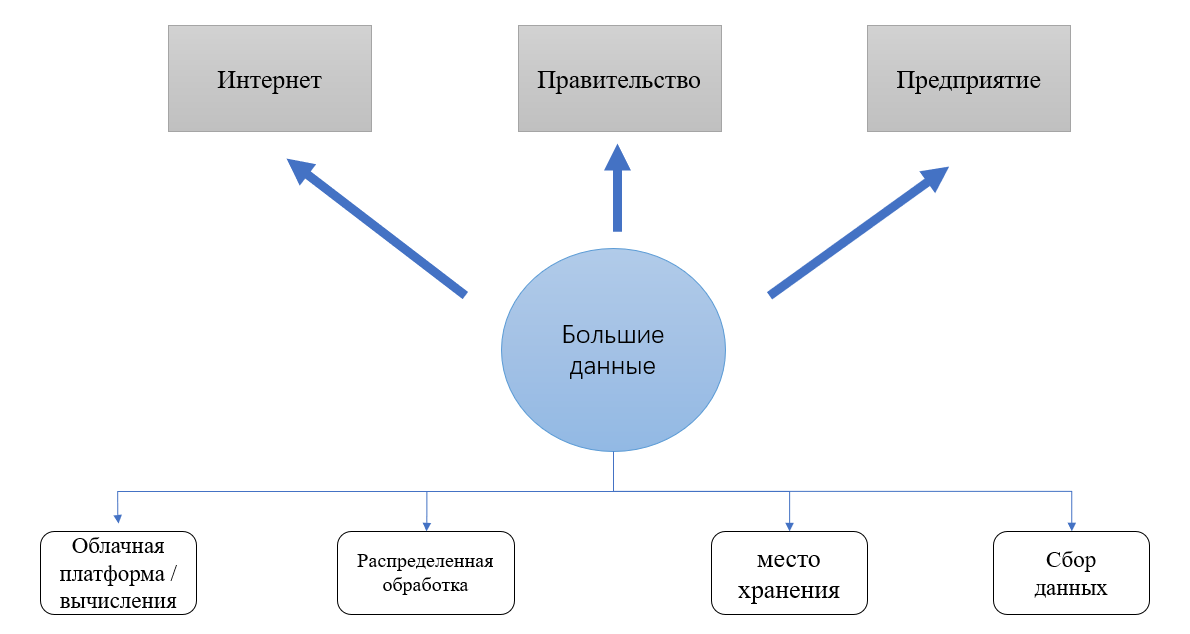 Интернет
Правительство
Предприятие
Большие
данные
Облачная
платформа /
вычисления
Распределенная
обработка
место
хранения
Сбор
данных